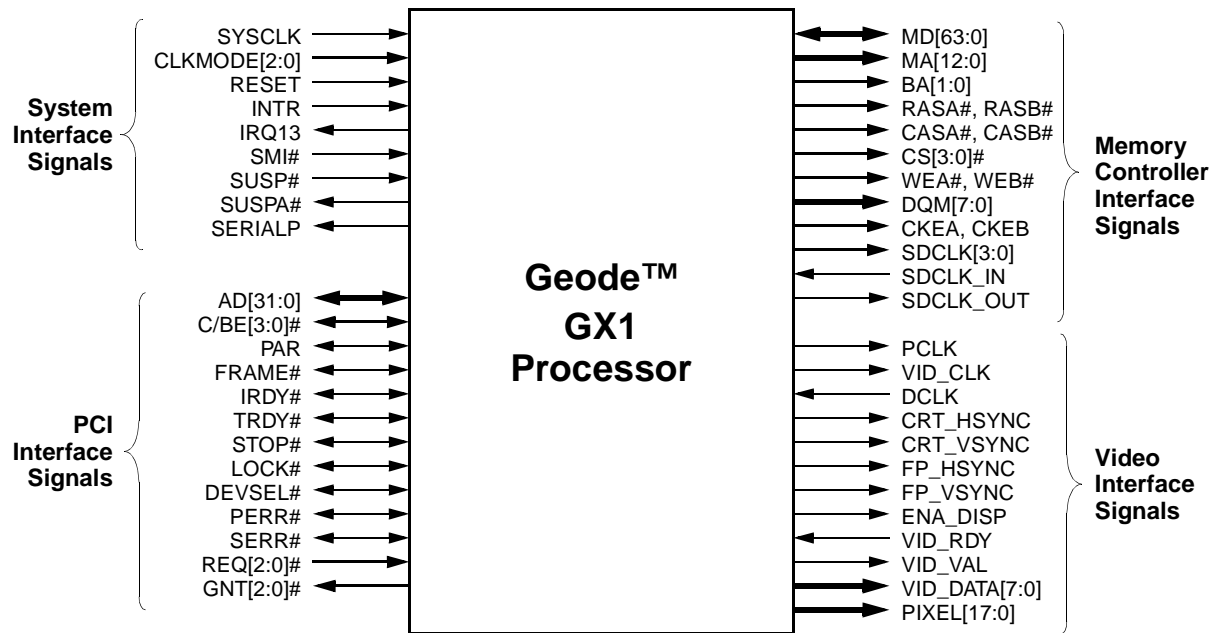 System
Interface
Signals
SYSCLK
CLKMODE[2:0]
RESET
INTR
IRQ13
SMI#
SUSP#
SUSPA#
SERIALP
PCI
Interface
Signals
AD[31:0]
C/BE[3:0]#
PAR
FRAME#
IRDY#
TRDY#
STOP#
LOCK#
DEVSEL#
PERR#
SERR#
REQ[2:0]#
GNT[2:0]#
Geode™
GX1
Processor
MD[63:0]
MA[12:0]
BA[1:0]
RASA#, RASB#
CASA#, CASB#
CS[3:0]#
WEA#, WEB#
DQM[7:0]
CKEA, CKEB
SDCLK[3:0]
SDCLK_IN
SDCLK_OUT
Memory
Controller
Interface
Signals
PCLK
VID_CLK
DCLK
CRT_HSYNC
CRT_VSYNC
FP_HSYNC
FP_VSYNC
ENA_DISP
VID_RDY
VID_VAL
VID_DATA[7:0]
PIXEL[17:0]
Video
Interface
Signals